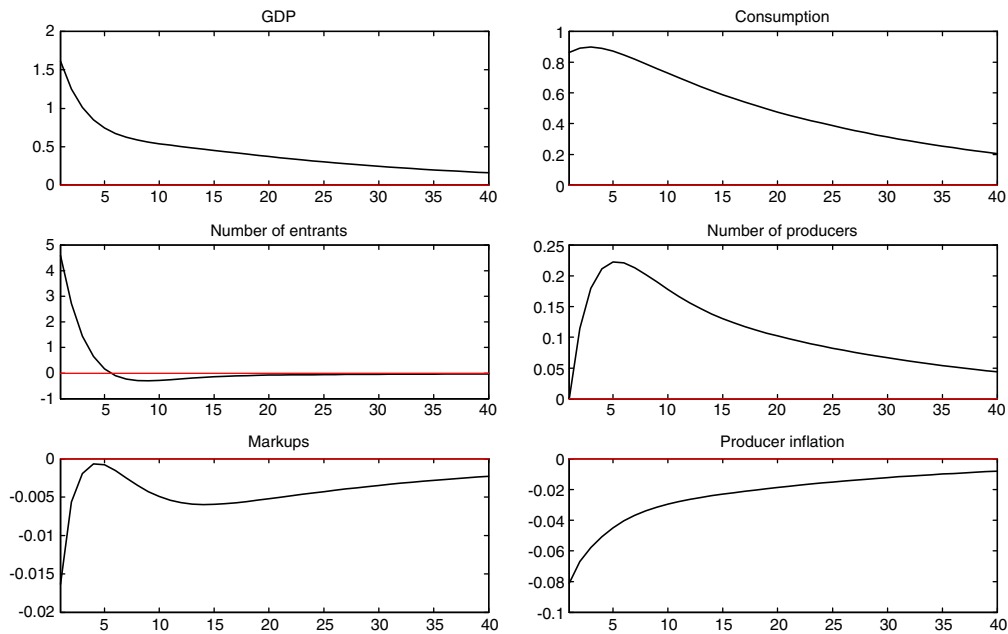 GDP
2
1.5
1
0.5
0
5 10 15 20 25 30 35 40
Consumption
1
0.8
0.6
0.4
0.2
0
5 10 15 20 25 30 35 40
Number of entrants
5
4
3
2
1
0
-1
5 10 15 20 25 30 35 40
Number of producers
0.25
0.2
0.15
0.1
0.05
0
5 10 15 20 25 30 35 40
Markups
0
-0.005
-0.01
-0.015
-0.02
5 10 15 20 25 30 35 40
Producer inflation
0
-0.02
-0.04
-0.06
-0.08
-0.1
5 10 15 20 25 30 35 40